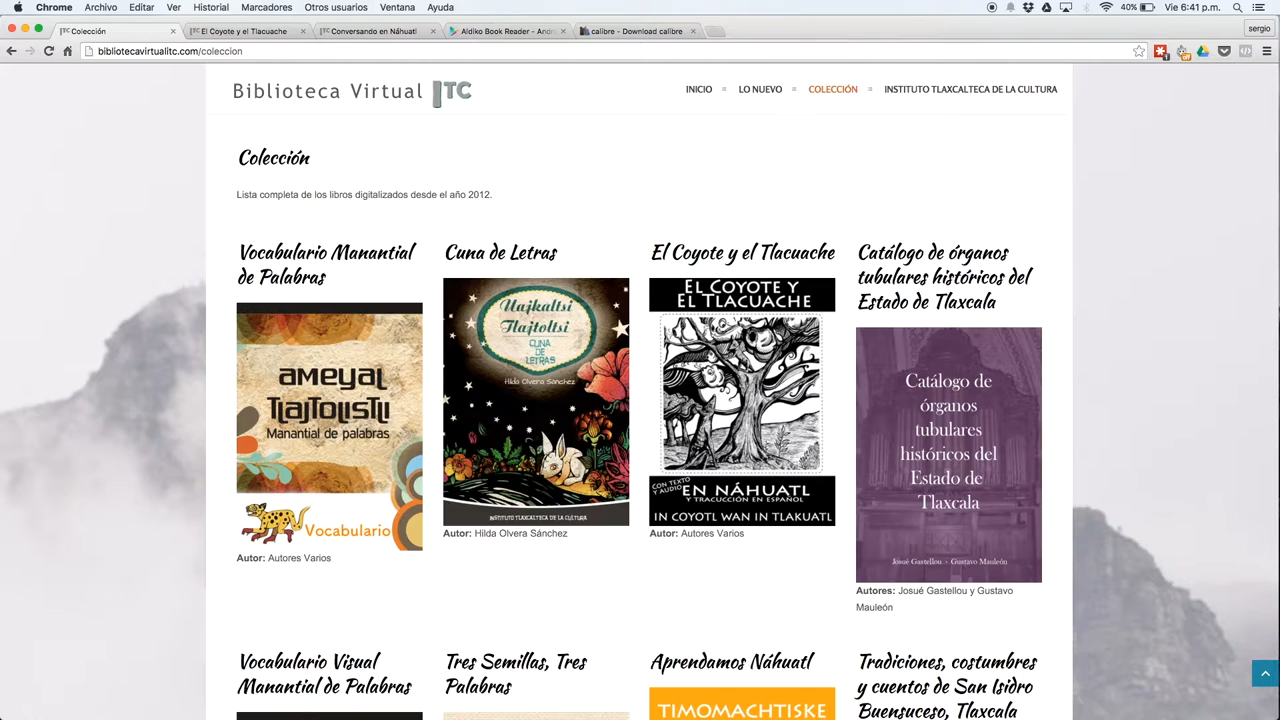 Chrome Archivo Editar Ver Historial Marcadores Otros usuarios Ventana Ayuda
40% Vie 6:41 p.m.
Colección El Coyote y el Tlacuache Conversando en Náhuatl Aldiko Book Reader - Andro calibre - Download calibre sergio
bibliotecavirtualitc.com/coleccion
Biblioteca Virtual ITC
INICIO LO NUEVO COLECCIÓN INSTITUTO TLAXCALTECA DE LA CULTURA
Colección
Lista completa de los libros digitalizados desde el año 2012.
Vocabulario Manantial
de Palabras
AMEYAL
TLAJTOLISTLI
Manantial de palabras
Vocabulario
Autor: Autores Varios
Cuna de Letras
Uajkaltsi
Tlajtoltsi
CUNA
DE
LETRAS
Hilda Olvera Sánchez
INSTITUTO TLAXCALTECA DE LA CULTURA
Autor: Hilda Olvera Sánchez
El Coyote y el Tlacuache
EL COYOTE Y
EL TLACUACHE
CON TEXTO
Y AUDIO
EN NÁHUATL
Y TRACUCCIÓN EN ESPAÑOL
IN COYOTL WAN IN TLAKUATL
Autor: Autores Varios
Catálogo de órganos
tubulares históricos del
Estado de Tlaxcala
Catálogo de
órganos
tubulares
históricos del
Estado de
Tlaxcala
Josué Gastellou - Gustavo Mauleón
Autores: Josué Gastellou y Gustavo
Mauleón
Vocabulario Visual
Manantial de Palabras
Tres Semillas, Tres
Palabras
Aprendamos Náhuatl
TIMOMACHTISKE
Tradiciones, costumbres
y cuentos de San Isidro
Buensuceso, Tlaxcala